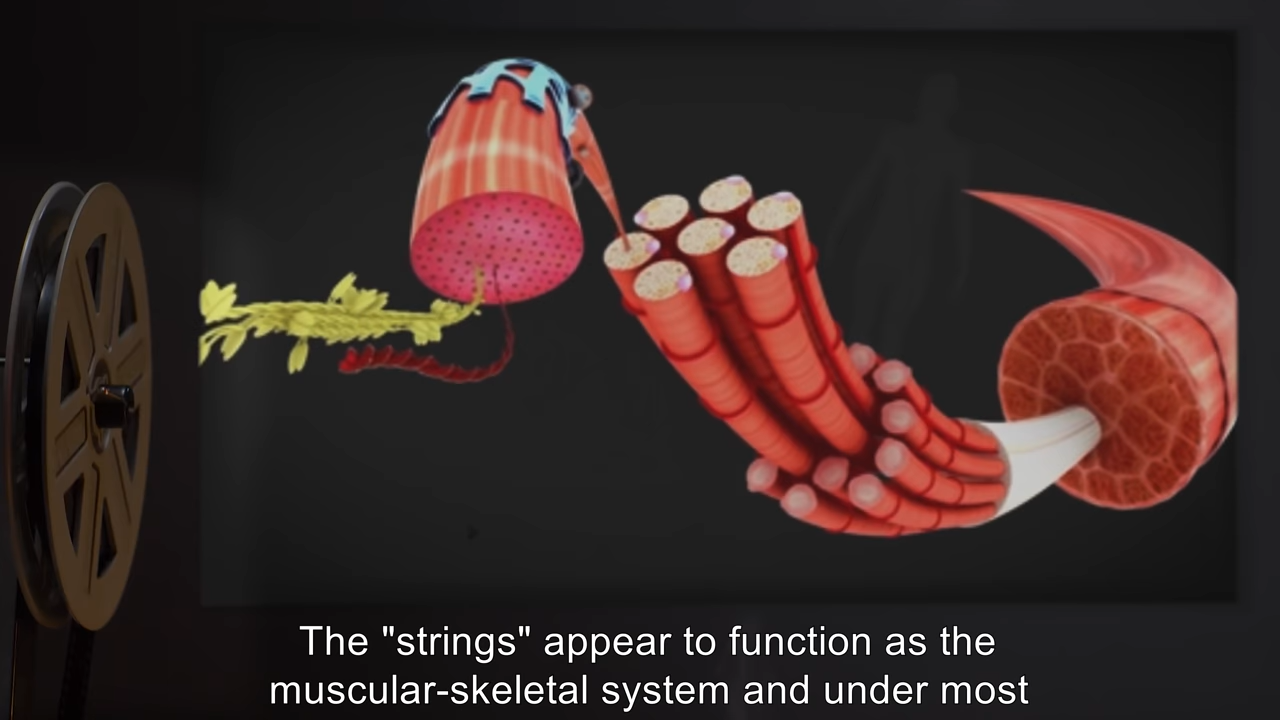 The "strings" appear to function as the
muscular-skeletal system and under most